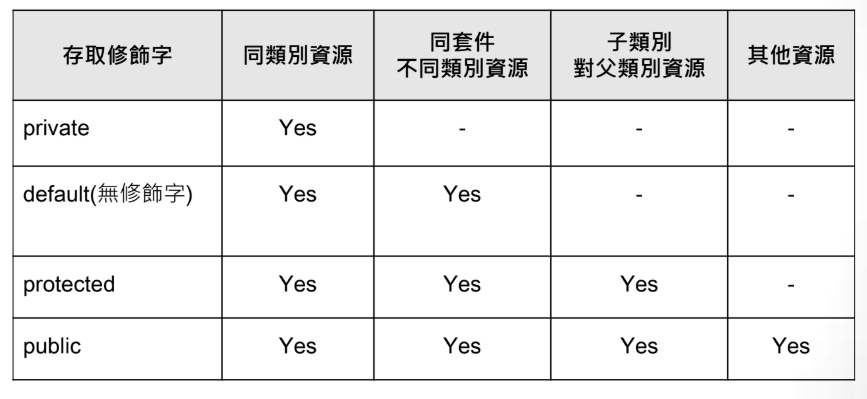 存取修飾字 同類別資源 同套件 不同類別資源 子類別 對父類別資源 其他資源
private Yes - - -
default(無修飾字) Yes Yes - -
protected Yes Yes Yes -
public Yes Yes Yes Yes